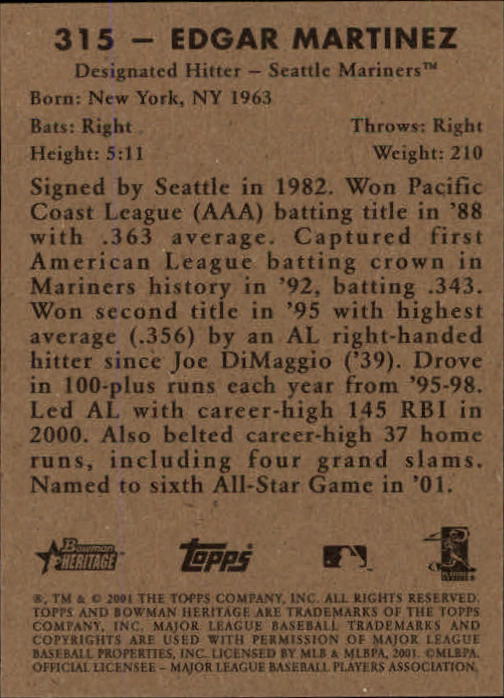 315 – EDGAR MARTINEZ
Designated Hitter – Seattle Mariners™
Born: New York, NY 1963
Bats: Right Throws: Right
Height: 5:11 Weight: 210
Signed by Seattle in 1982. Won Pacific
Coast League (AAA) batting title in '88
with .363 average. Captured first
American League batting crown in
Mariners history in '92, batting .343.
Won second title in '95 with highest
average (.356) by an AL right-handed
hitter since Joe DiMaggio ('39). Drove
in 100-plus runs each year from '95-98.
Led AL with career-high 145 RBI in
2000. Also belted career-high 37 home
runs, including four grand slams.
Named to sixth All-Star Game in '01.
Bowman HERITAGE topps
®, TM & © 2001 THE TOPPS COMPANY, INC. ALL RIGHTS RESERVED.
TOPPS AND BOWMAN HERITAGE ARE TRADEMARKS OF THE TOPPS
COMPANY, INC. MAJOR LEAGUE BASEBALL TRADEMARKS AND
COPYRIGHTS ARE USED WITH PERMISSION OF MAJOR LEAGUE
BASEBALL PROPERTIES, INC. LICENSED BY MLB & MLBPA, 2001. ©MLBPA.
OFFICIAL LICENSEE – MAJOR LEAGUE BASEBALL PLAYERS ASSOCIATION.